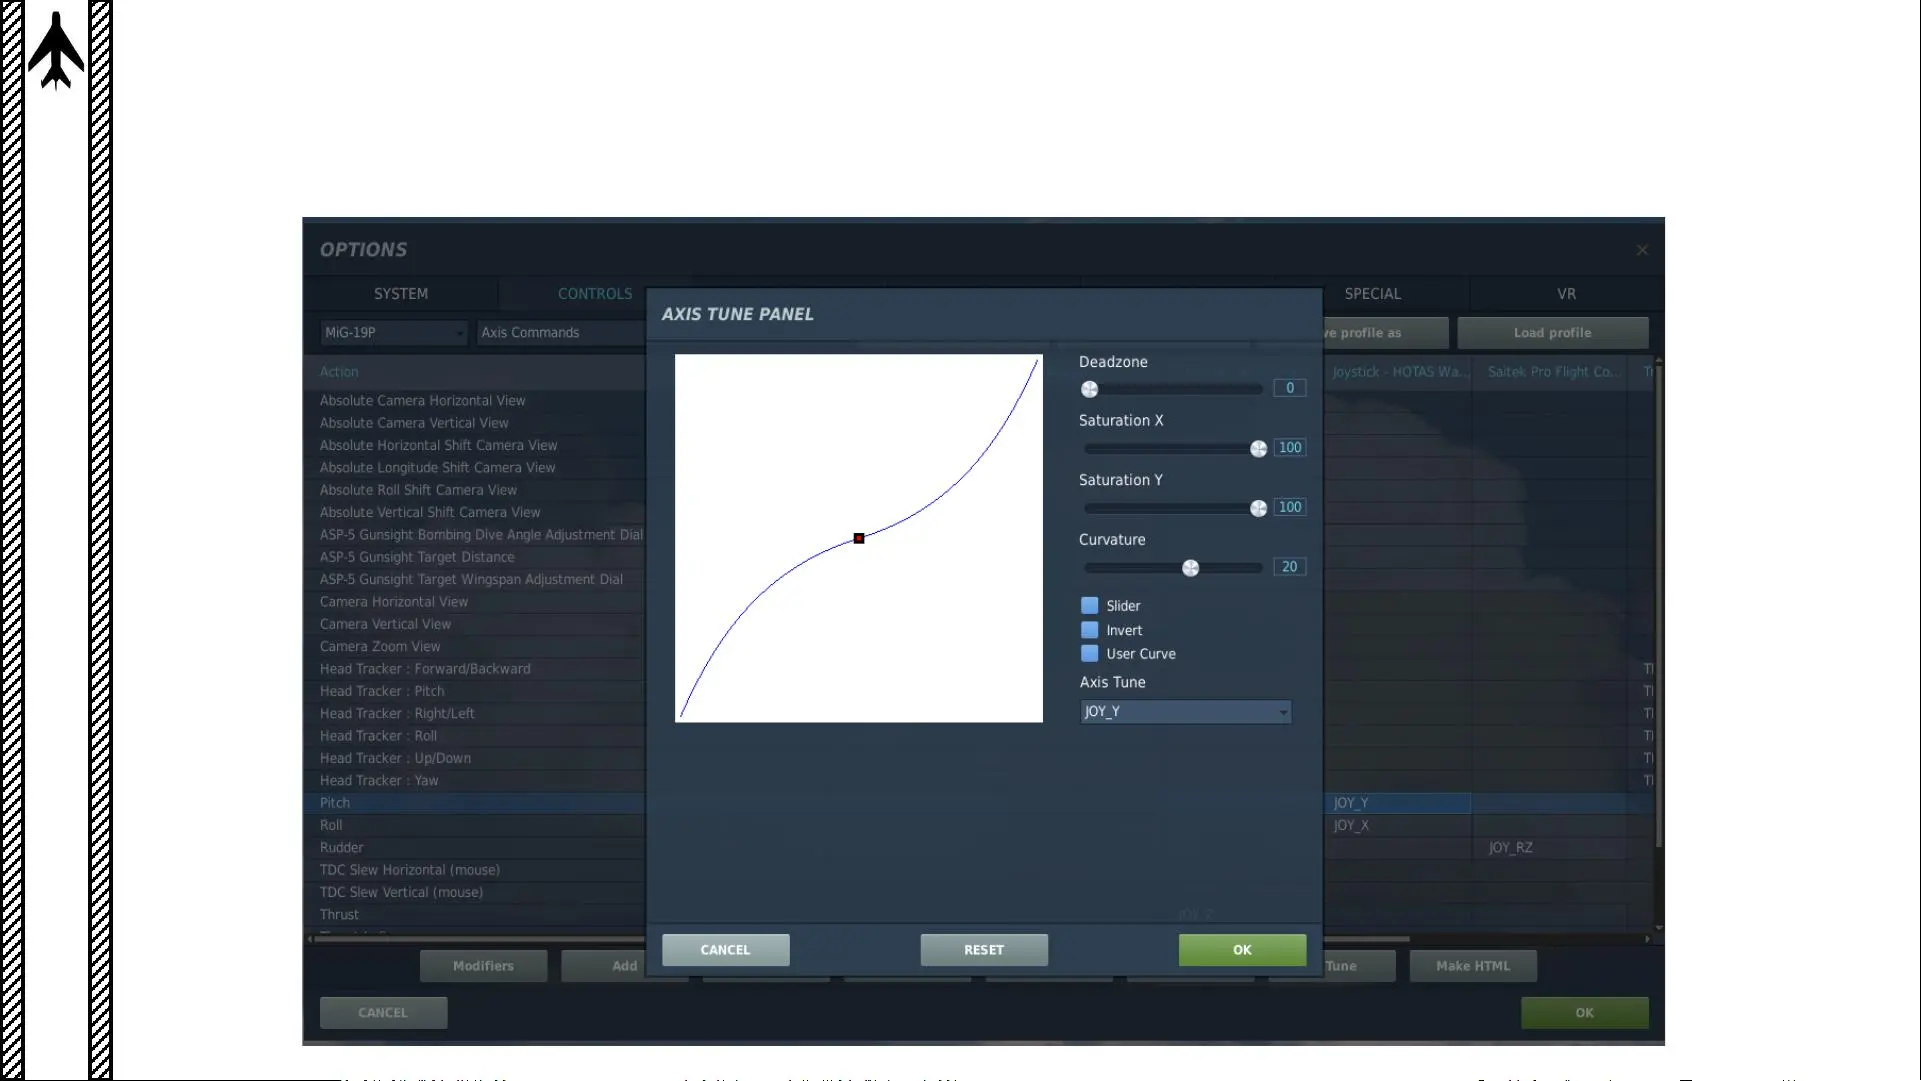 OPTIONS
SYSTEM
CONTROLS
SPECIAL
VR
MiG-19P
Axis Commands
ve profile as
Load profile
AXIS TUNE PANEL
Action
Joystick - HOTAS Wa...
Saitek Pro Flight Co...
Absolute Camera Horizontal View
Absolute Camera Vertical View
Absolute Horizontal Shift Camera View
Absolute Longitude Shift Camera View
Absolute Roll Shift Camera View
Absolute Vertical Shift Camera View
ASP-5 Gunsight Bombing Dive Angle Adjustment Dial
ASP-5 Gunsight Target Distance
ASP-5 Gunsight Target Wingspan Adjustment Dial
Camera Horizontal View
Camera Vertical View
Camera Zoom View
Head Tracker : Forward/Backward
Head Tracker : Pitch
Head Tracker : Right/Left
Head Tracker : Roll
Head Tracker : Up/Down
Head Tracker : Yaw
Pitch
JOY_Y
Roll
JOY_X
Rudder
JOY_RZ
TDC Slew Horizontal (mouse)
TDC Slew Vertical (mouse)
Thrust
JOY_Z
Deadzone
0
Saturation X
100
Saturation Y
100
Curvature
20
Slider
Invert
User Curve
Axis Tune
JOY_Y
CANCEL
RESET
OK
Modifiers
Add
Tune
Make HTML
CANCEL
OK